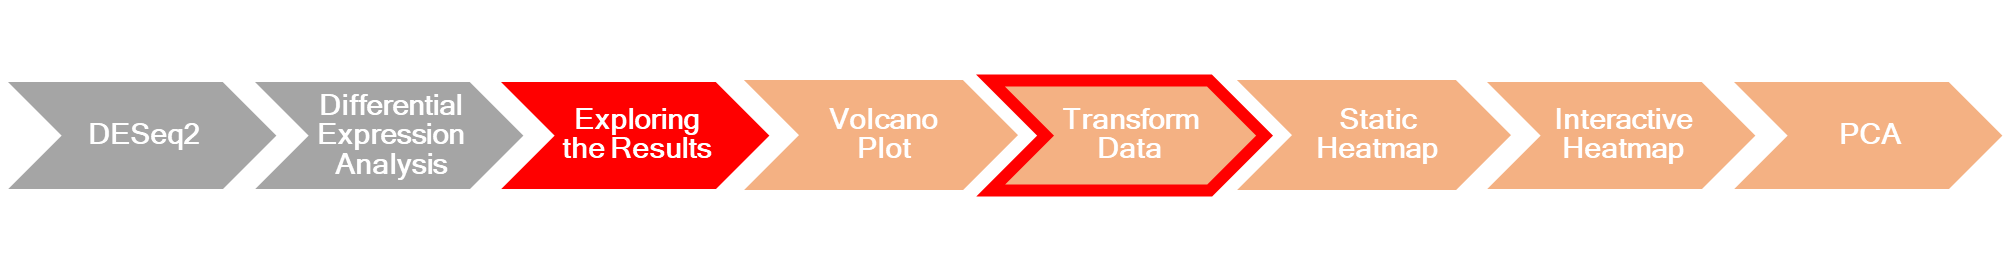 DESeq2
Differential
Expression
Analysis
Exploring
the Results
Volcano
Plot
Transform
Data
Static
Heatmap
Interactive
Heatmap
PCA